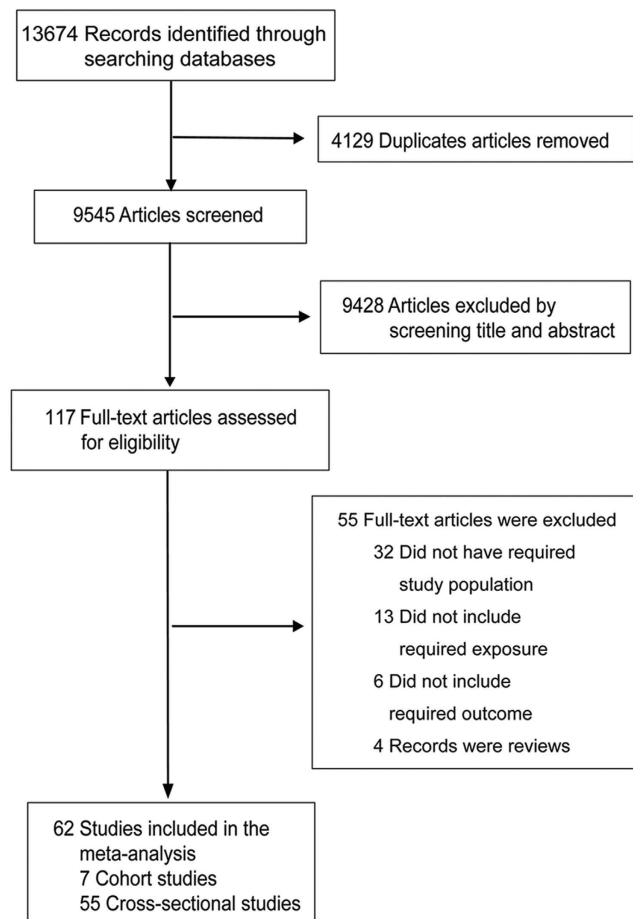 13674 Records identified through
searching databases
4129 Duplicates articles removed
9545 Articles screened
9428 Articles excluded by
screening title and abstract
117 Full-text articles assessed
for eligibility
55 Full-text articles were excluded
32 Did not have required
study population
13 Did not include
required exposure
6 Did not include
required outcome
4 Records were reviews
62 Studies included in the
meta-analysis
7 Cohort studies
55 Cross-sectional studies